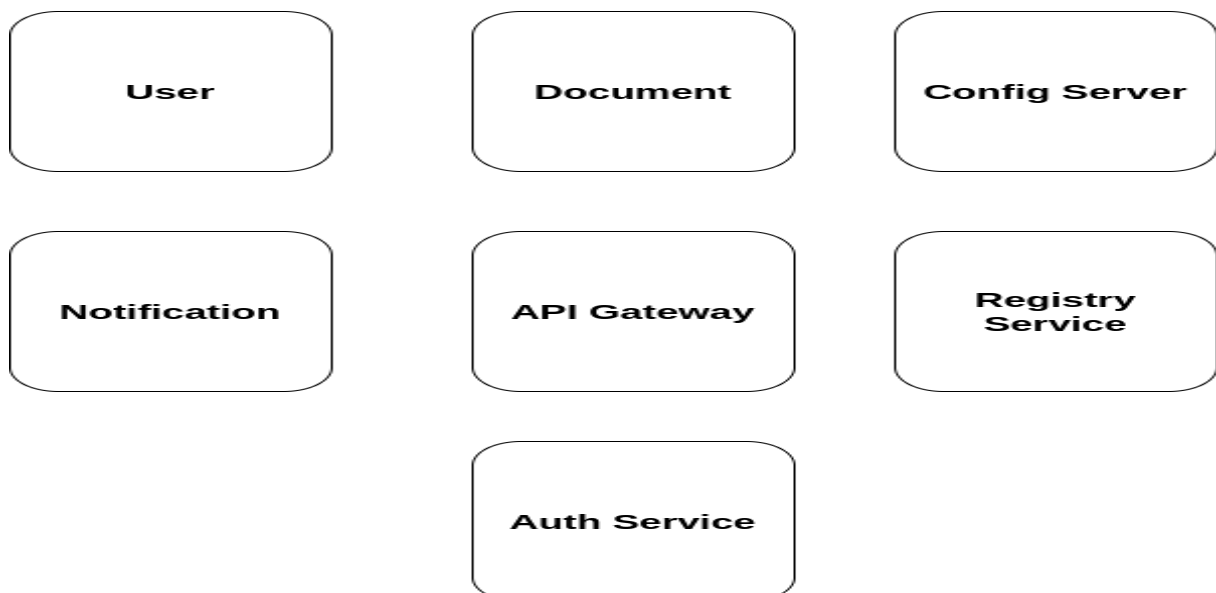 User
Document
Config Server
Notification
API Gateway
Registry
Service
Auth Service